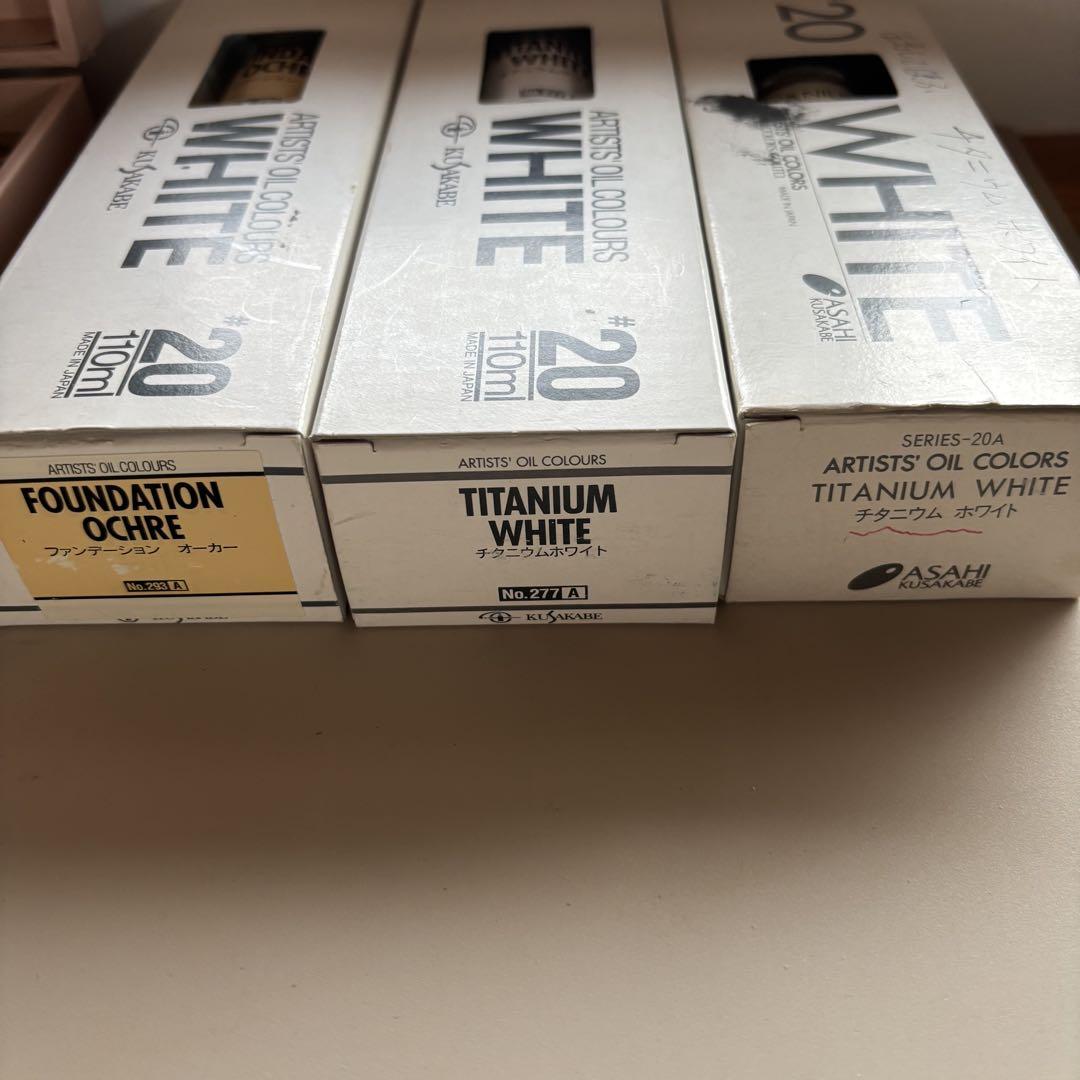 ARTISTS' OIL COLOURS
WHITE
KUSAKABE
#20
110ml
MADE IN JAPAN
ARTISTS' OIL COLOURS
FOUNDATION
OCHRE
ファンデーション オーカー
No.293 A
WHITE
ARTISTS' OIL COLOURS
WHITE
KUSAKABE
#20
110ml
MADE IN JAPAN
ARTISTS' OIL COLOURS
TITANIUM
WHITE
チタニウムホワイト
No.277 A
KUSAKABE
20
WHITE
OIL COLORS
MADE IN JAPAN
ASAHI
KUSAKABE
SERIES-20A
ARTISTS' OIL COLORS
TITANIUM WHITE
チタニウム ホワイト
ASAHI
KUSAKABE